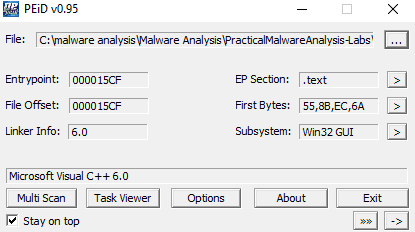 PEiD v0.95
File: C:\malware analysis\Malware Analysis\PracticalMalwareAnalysis-Labs\ ...
Entrypoint: 000015CF EP Section: .text >
File Offset: 000015CF First Bytes: 55,8B,EC,6A >
Linker Info: 6.0 Subsystem: Win32 GUI >
Microsoft Visual C++ 6.0
Multi Scan Task Viewer Options About Exit
Stay on top »» ->